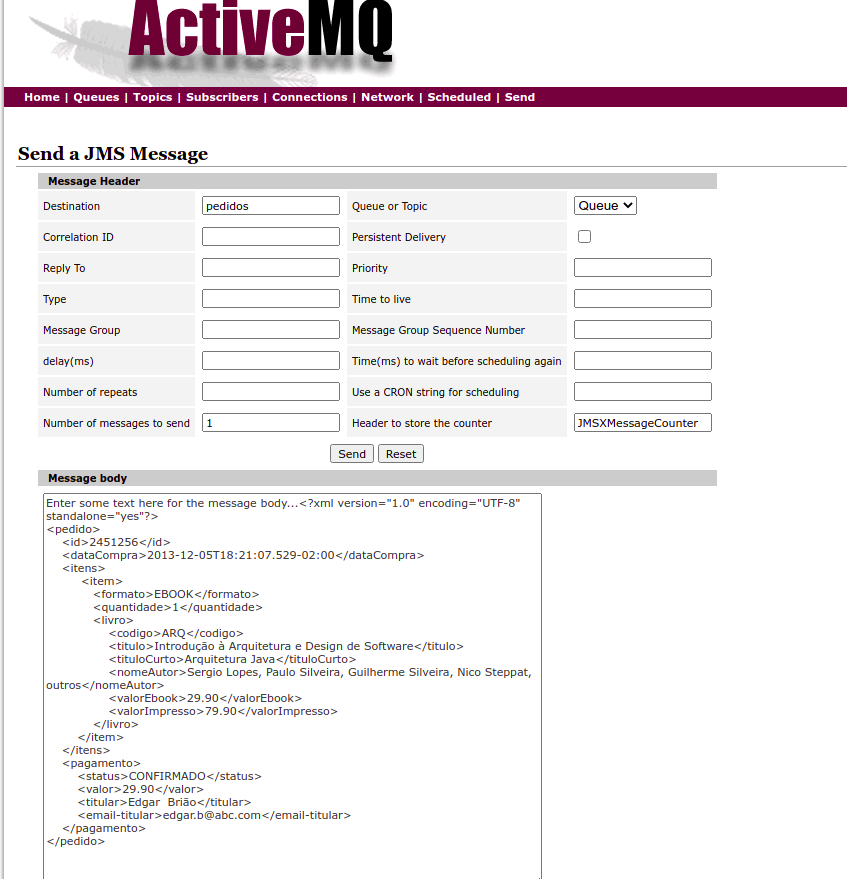 ActiveMQ
Home | Queues | Topics | Subscribers | Connections | Network | Scheduled | Send
Send a JMS Message
Message Header
Destination pedidos Queue or Topic Queue
Correlation ID Persistent Delivery
Reply To Priority
Type Time to live
Message Group Message Group Sequence Number
delay(ms) Time(ms) to wait before scheduling again
Number of repeats Use a CRON string for scheduling
Number of messages to send 1 Header to store the counter JMSXMessageCounter
Send Reset
Message body
Enter some text here for the message body...<?xml version="1.0" encoding="UTF-8"
standalone="yes"?>
<pedido>
<id>2451256</id>
<dataCompra>2013-12-05T18:21:07.529-02:00</dataCompra>
<itens>
<item>
<formato>EBOOK</formato>
<quantidade>1</quantidade>
<livro>
<codigo>ARQ</codigo>
<titulo>Introdução à Arquitetura e Design de Software</titulo>
<tituloCurto>Arquitetura Java</tituloCurto>
<nomeAutor>Sergio Lopes, Paulo Silveira, Guilherme Silveira, Nico Steppat,
outros</nomeAutor>
<valorEbook>29.90</valorEbook>
<valorImpresso>79.90</valorImpresso>
</livro>
</item>
</itens>
<pagamento>
<status>CONFIRMADO</status>
<valor>29.90</valor>
<titular>Edgar  Brião</titular>
<email-titular>edgar.b@abc.com</email-titular>
</pagamento>
</pedido>